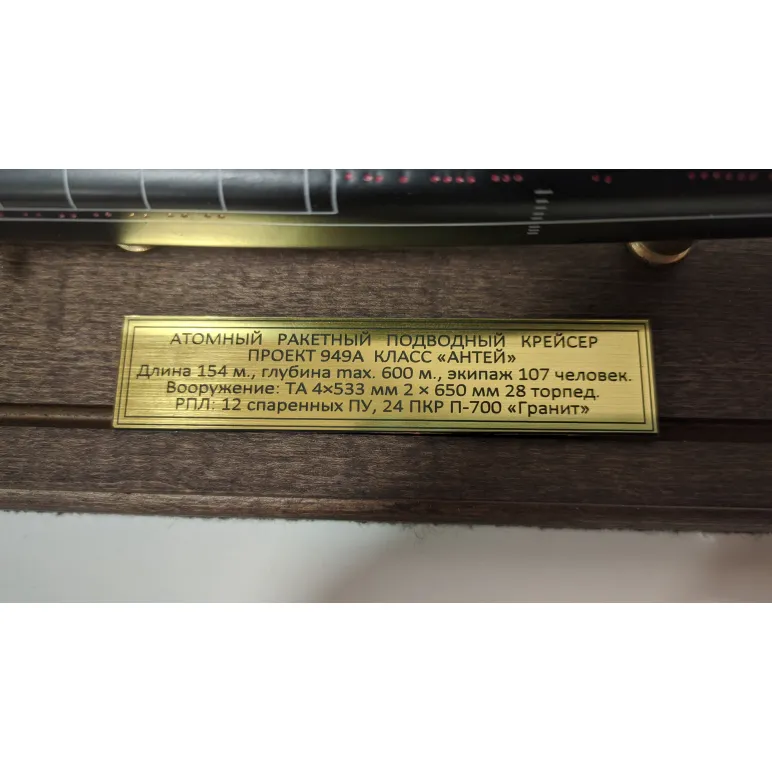 АТОМНЫЙ РАКЕТНЫЙ ПОДВОДНЫЙ КРЕЙСЕР
ПРОЕКТ 949А КЛАСС «АНТЕЙ»
Длина 154 м., глубина max. 600 м., экипаж 107 человек.
Вооружение: ТА 4×533 мм 2 × 650 мм 28 торпед.
РПЛ: 12 спаренных ПУ, 24 ПКР П-700 «Гранит»